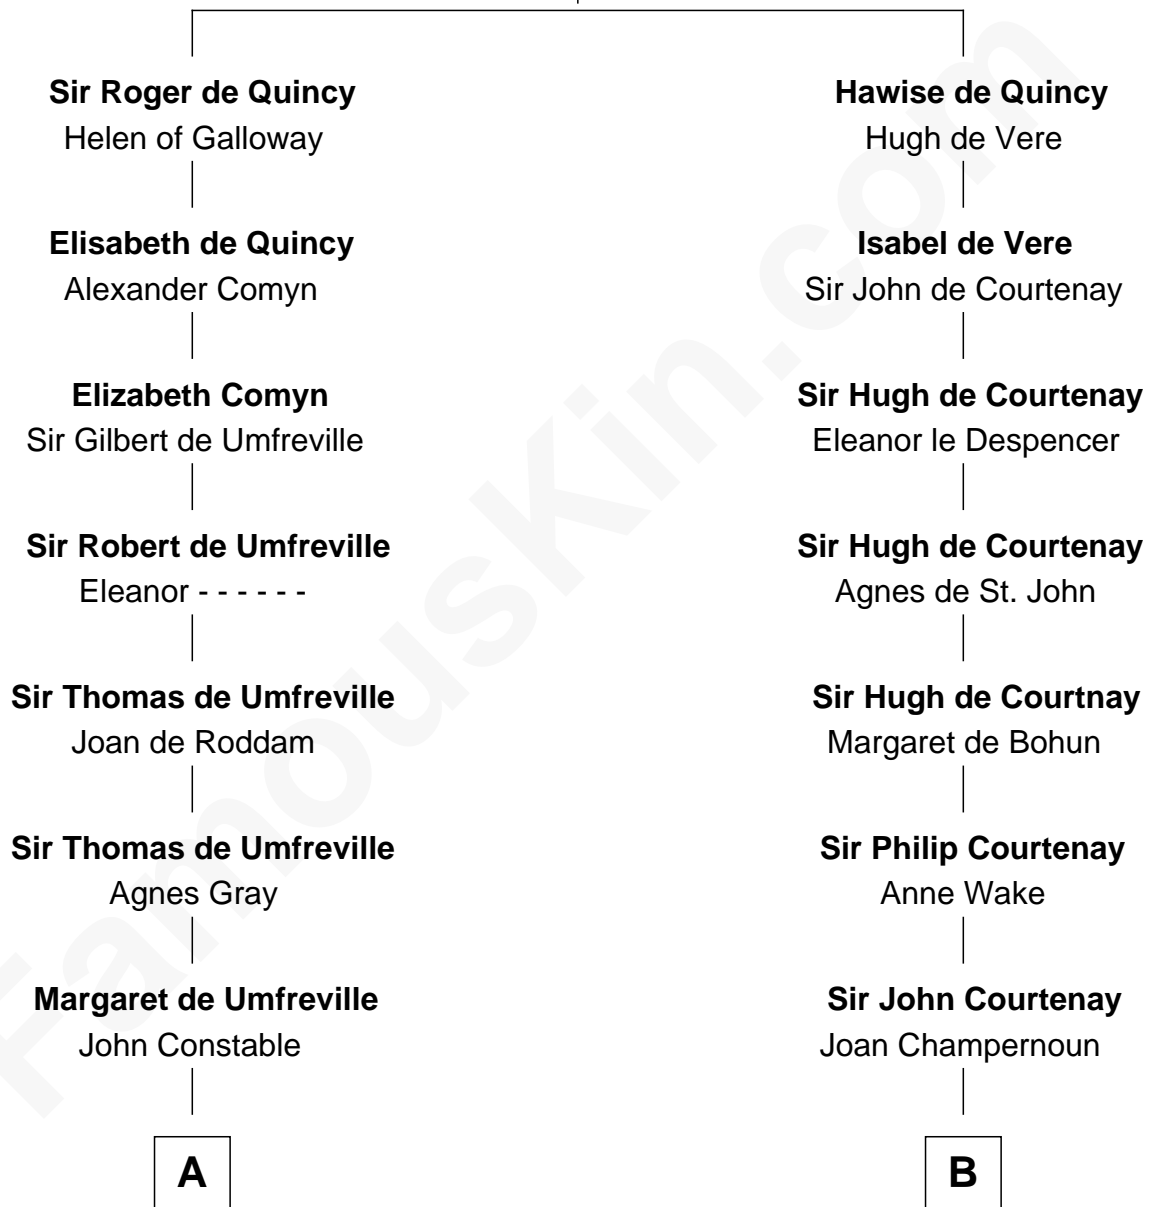 Sir Roger de Quincy
Helen of Galloway
Elisabeth de Quincy
Alexander Comyn
Elizabeth Comyn
Sir Gilbert de Umfreville
Sir Robert de Umfreville
Eleanor - - - - - -
Sir Thomas de Umfreville
Joan de Roddam
Sir Thomas de Umfreville
Agnes Gray
Margaret de Umfreville
John Constable
A
Hawise de Quincy
Hugh de Vere
Isabel de Vere
Sir John de Courtenay
Sir Hugh de Courtenay
Eleanor le Despencer
Sir Hugh de Courtenay
Agnes de St. John
Sir Hugh de Courtnay
Margaret de Bohun
Sir Philip Courtenay
Anne Wake
Sir John Courtenay
Joan Champernoun
B
FamousKin.com